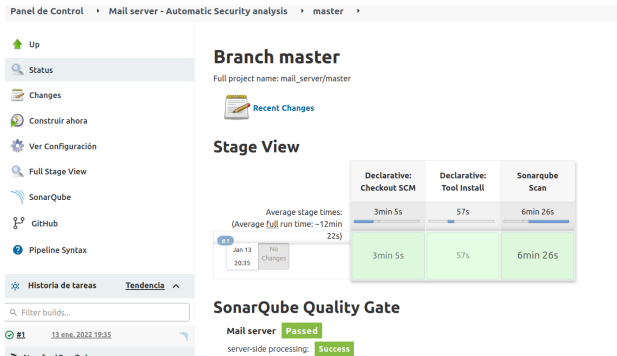 Panel de Control ‣ Mail server - Automatic Security analysis ‣ master ‣
Up
Status
Changes
Construir ahora
Ver Configuración
Full Stage View
SonarQube
GitHub
Pipeline Syntax
Historia de tareas Tendencia
Filter builds...
#1 13 ene. 2022 19:35
Branch master
Full project name: mail_server/master
Recent Changes
Stage View
Declarative: Checkout SCM
Declarative: Tool Install
Sonarqube Scan
Average stage times:
(Average full run time: ~12min
22s)
3min 5s
57s
6min 26s
#1
Jan 13
20:35
No
Changes
3min 5s
57s
6min 26s
SonarQube Quality Gate
Mail server Passed
server-side processing: Success